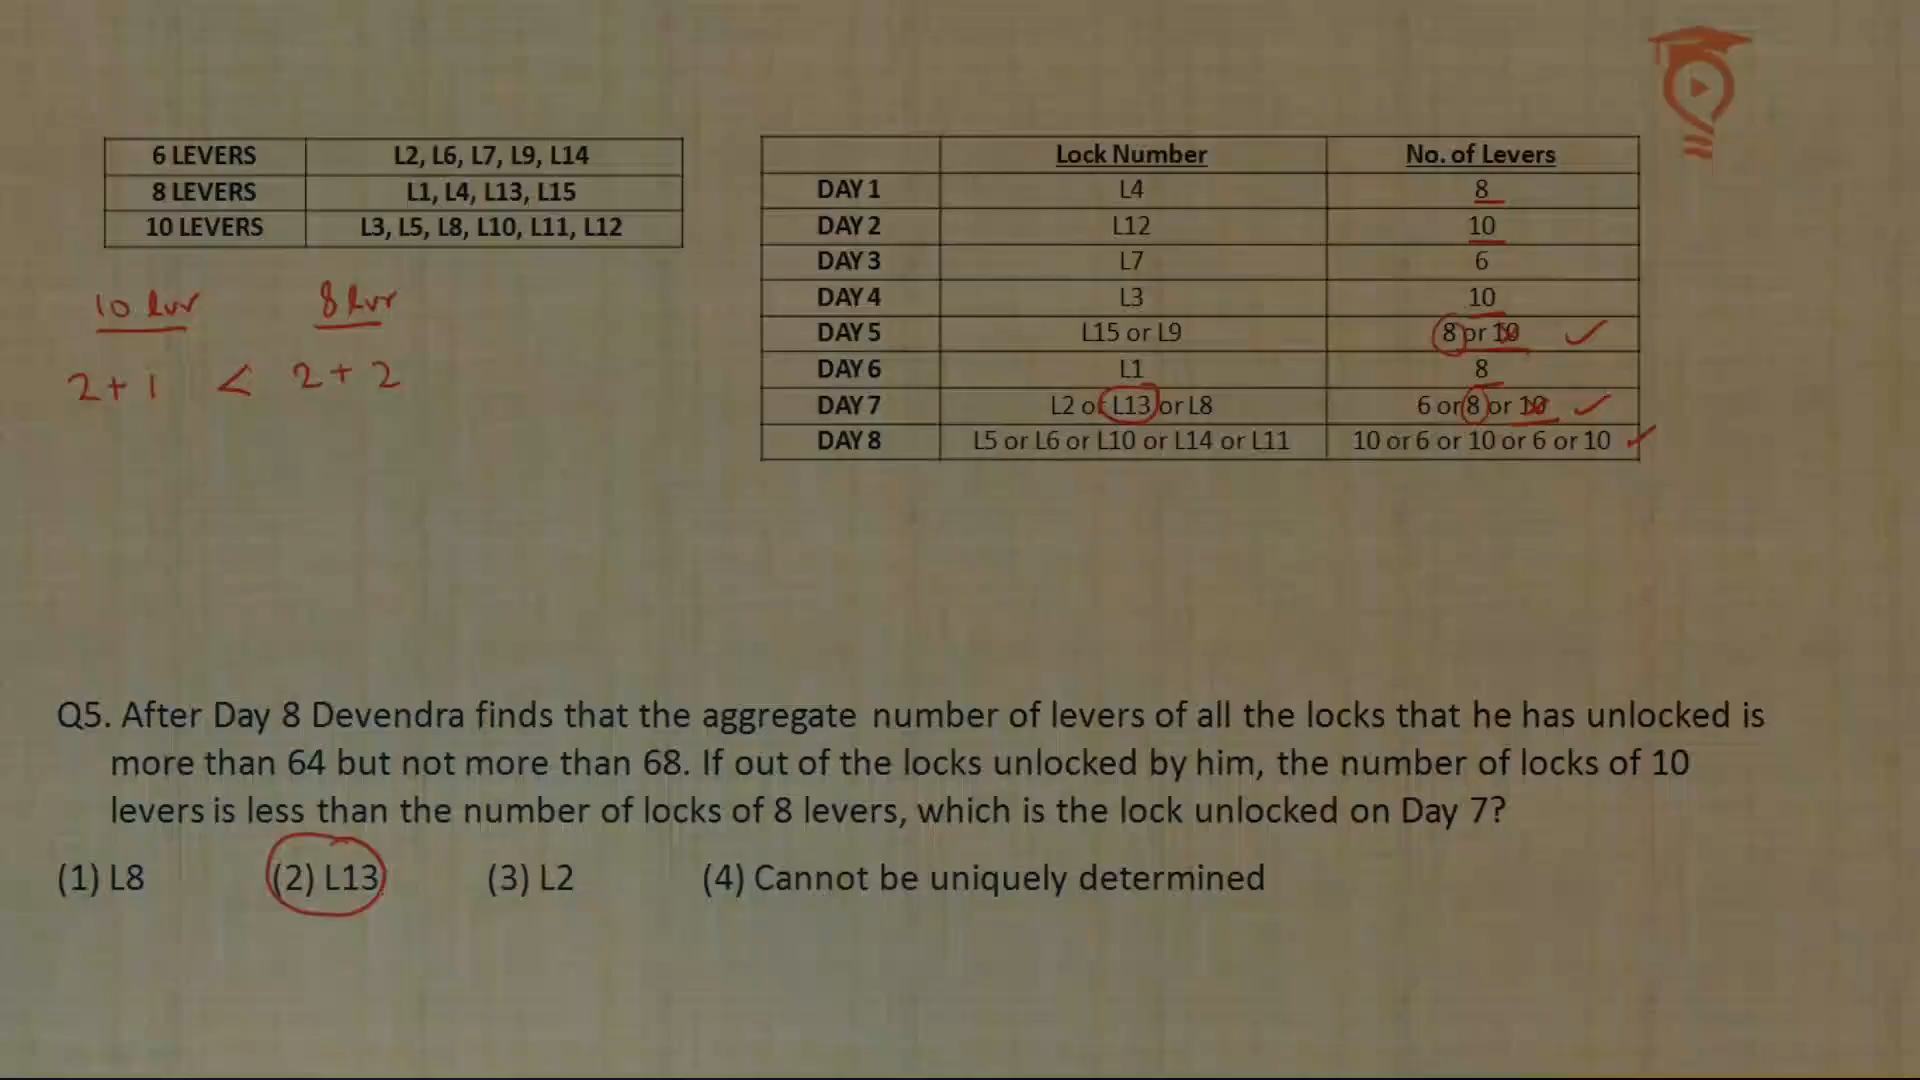 6 LEVERS L2, L6, L7, L9, L14
8 LEVERS L1, L4, L13, L15
10 LEVERS L3, L5, L8, L10, L11, L12
Lock Number No. of Levers
DAY 1 L4 8
DAY 2 L12 10
DAY 3 L7 6
DAY 4 L3 10
DAY 5 L15 or L9 8 or 10
DAY 6 L1 8
DAY 7 L2 or L13 or L8 6 or 8 or 10
DAY 8 L5 or L6 or L10 or L14 or L11 10 or 6 or 10 or 6 or 10
10 lvr 8 lvr
2+1 < 2+2
Q5. After Day 8 Devendra finds that the aggregate number of levers of all the locks that he has unlocked is
more than 64 but not more than 68. If out of the locks unlocked by him, the number of locks of 10
levers is less than the number of locks of 8 levers, which is the lock unlocked on Day 7?
(1) L8 (2) L13 (3) L2 (4) Cannot be uniquely determined